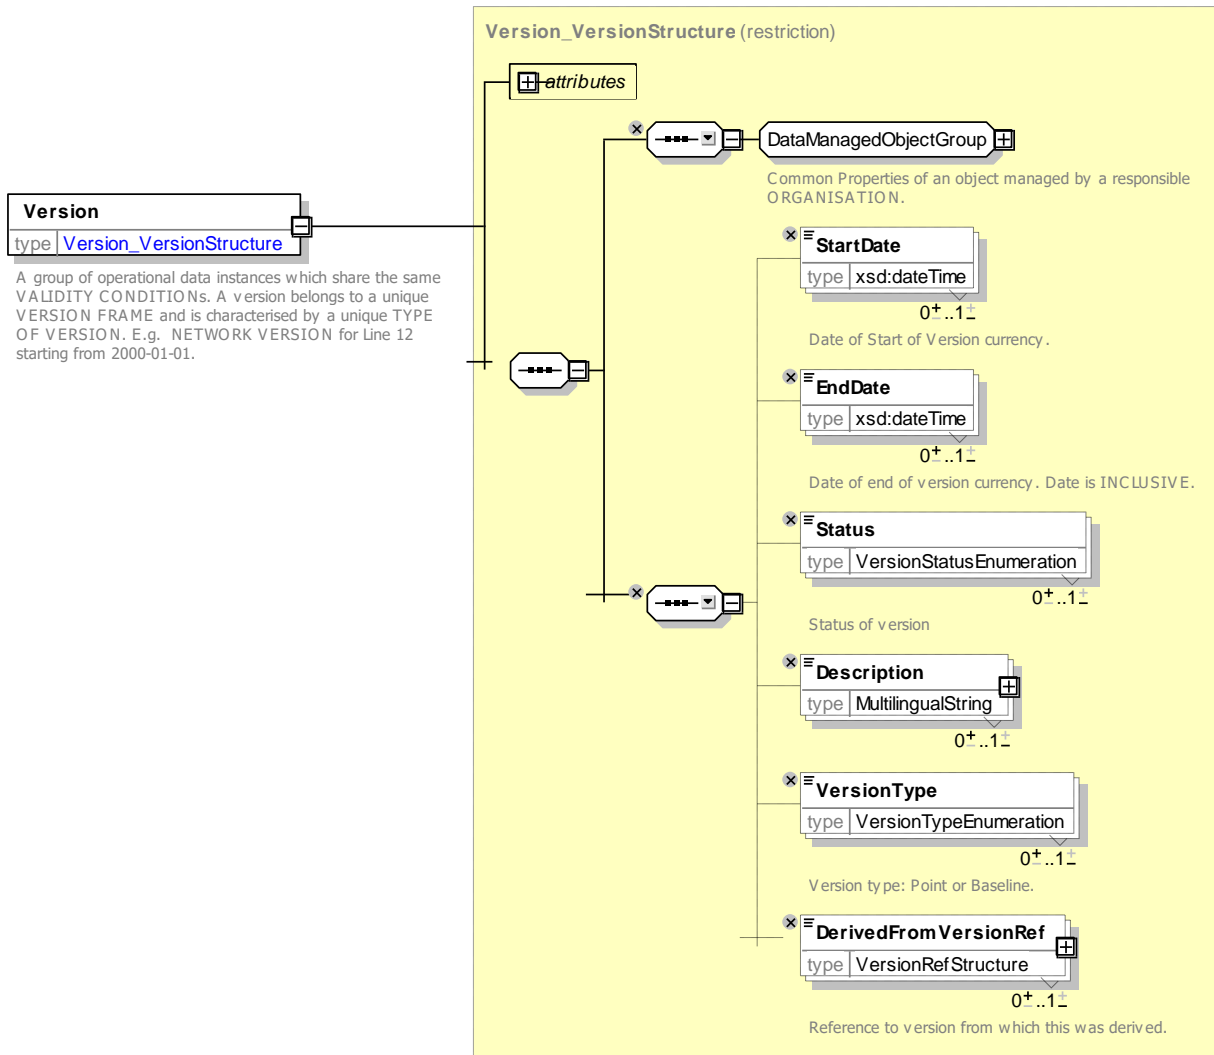 Version_VersionStructure (restriction)
attributes
DataManagedObjectGroup
Common Properties of an object managed by a responsible
ORGANISATION.
Version
type Version_VersionStructure
A group of operational data instances which share the same
VALIDITY CONDITIONs. A version belongs to a unique
VERSION FRAME and is characterised by a unique TYPE
OF VERSION. E.g. NETWORK VERSION for Line 12
starting from 2000-01-01.
StartDate
type xsd:dateTime
0..1
Date of Start of Version currency.
EndDate
type xsd:dateTime
0..1
Date of end of version currency. Date is INCLUSIVE.
Status
type VersionStatusEnumeration
0..1
Status of version
Description
type MultilingualString
0..1
VersionType
type VersionTypeEnumeration
0..1
Version type: Point or Baseline.
DerivedFromVersionRef
type VersionRefStructure
0..1
Reference to version from which this was derived.